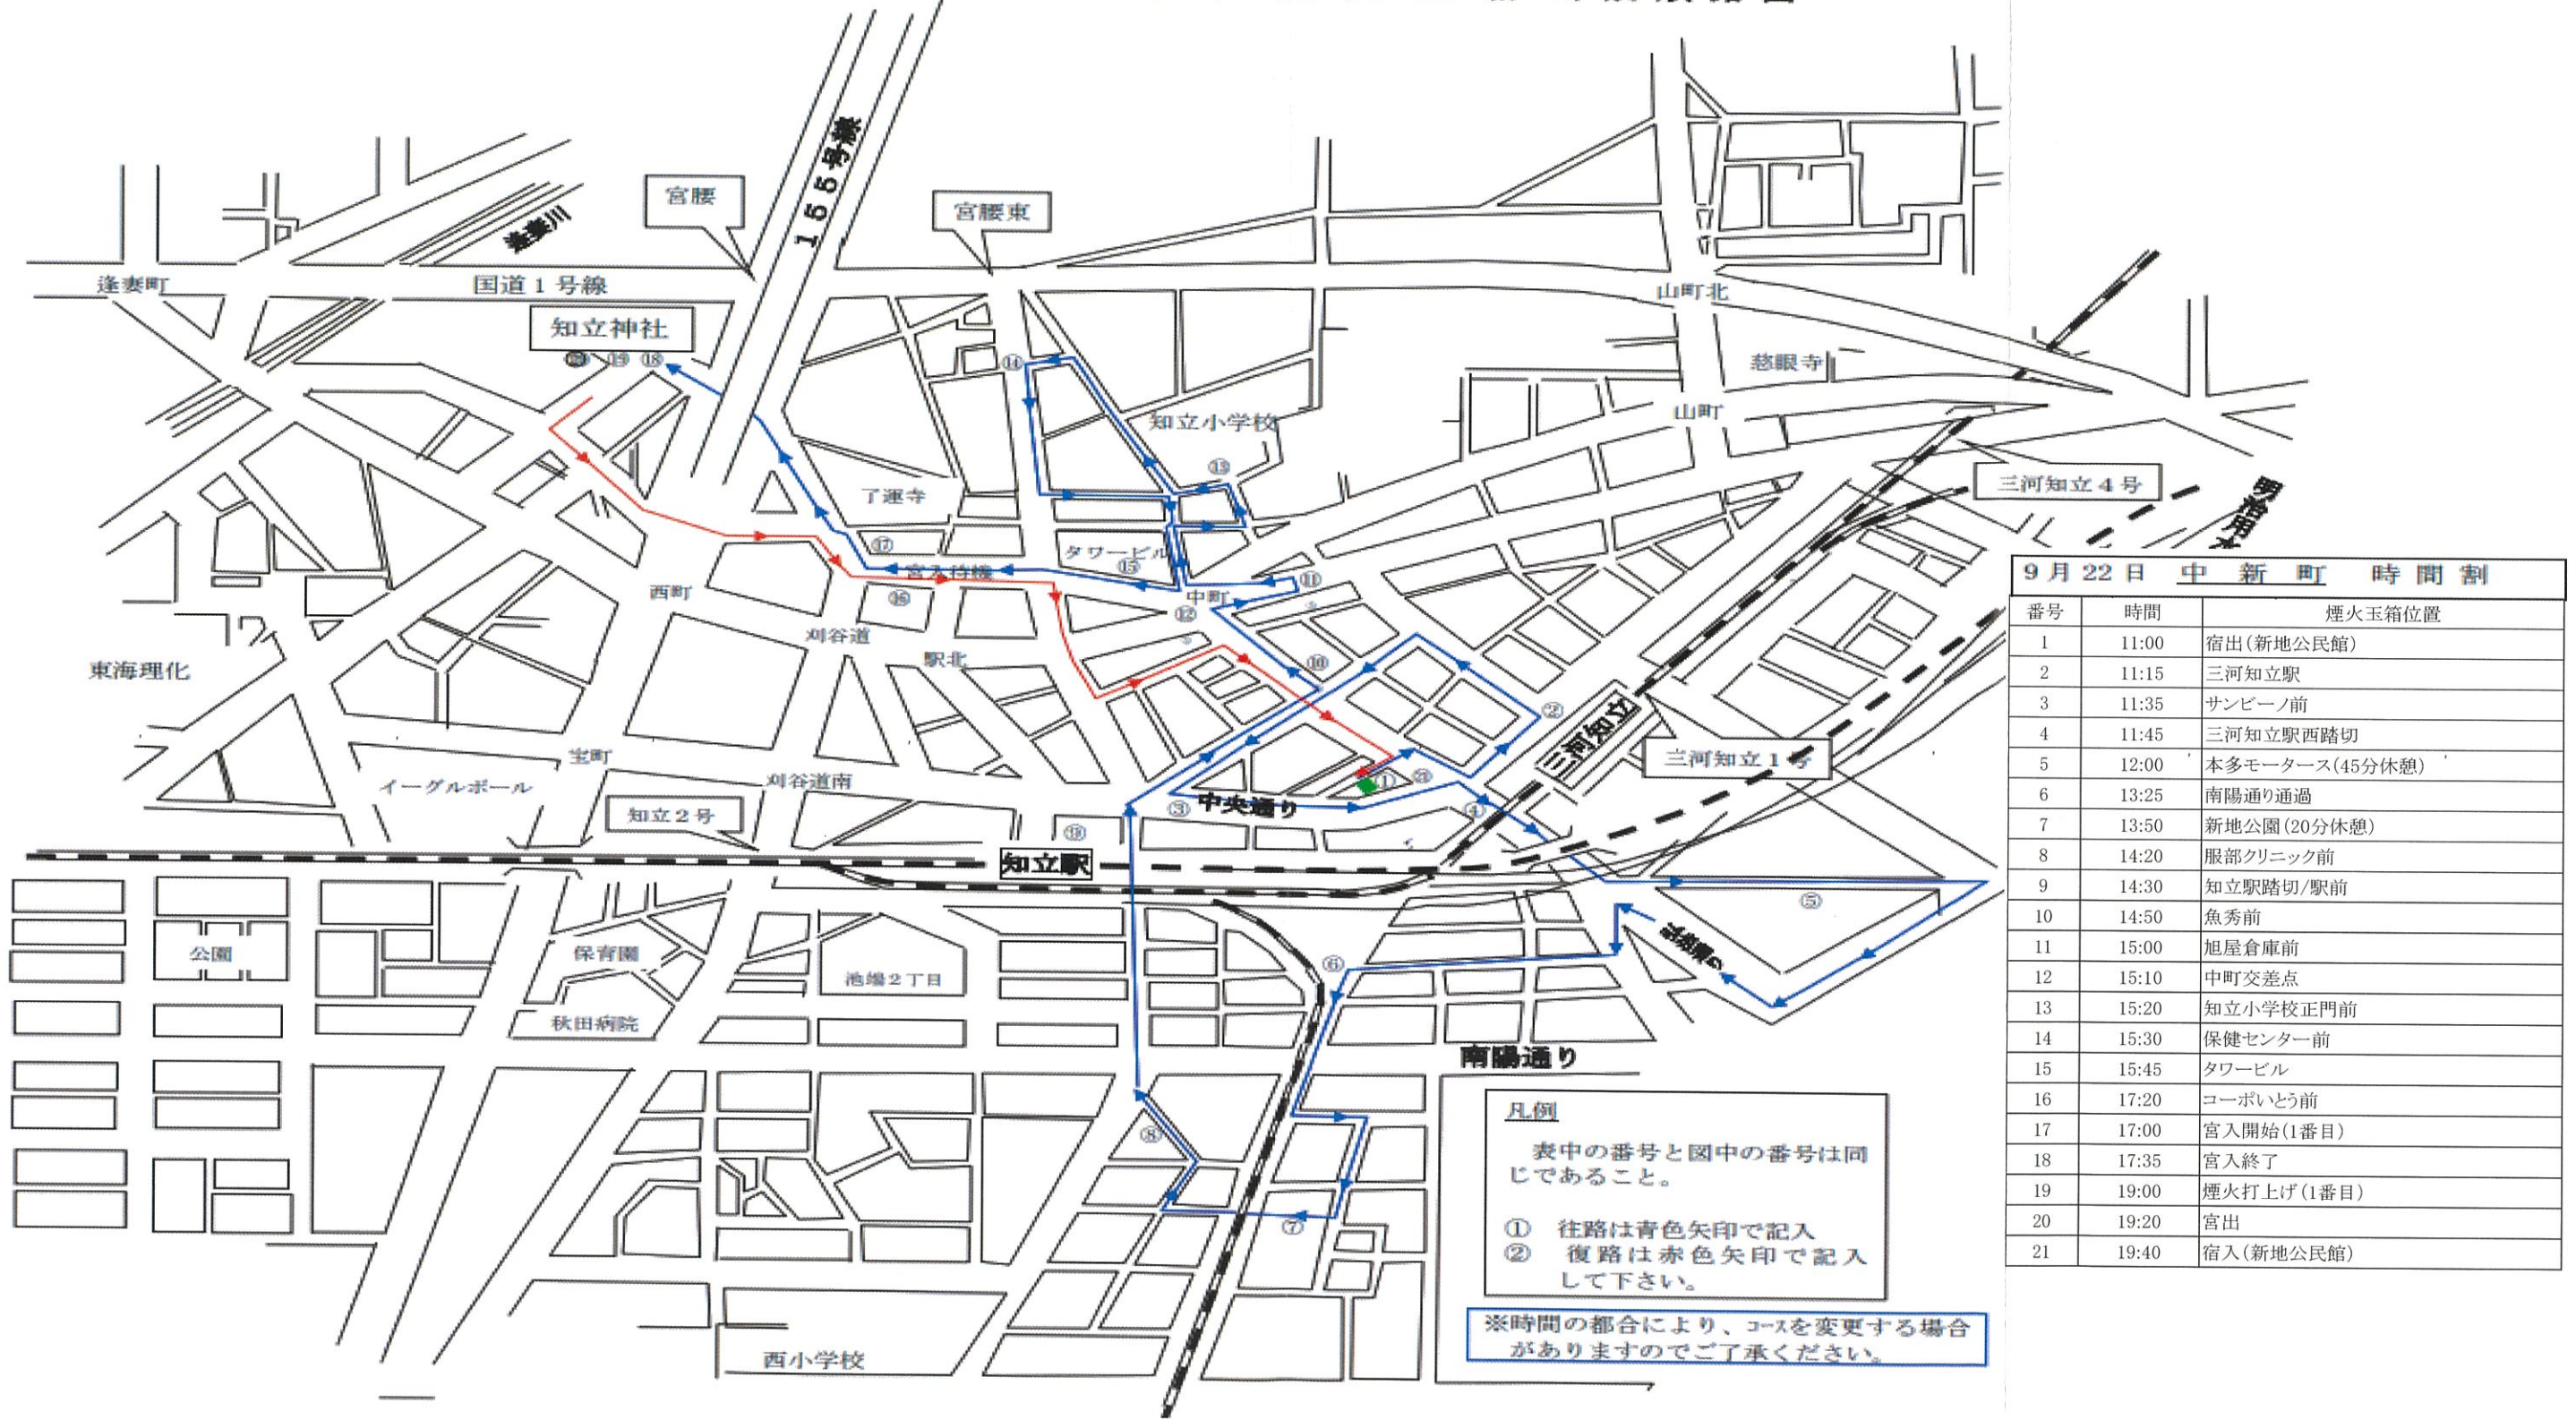 155号線
宮腰
宮腰東
逢妻川
逢妻町
国道1号線
山町北
知立神社
⑲ ⑱
⑭
慈眼寺
山町
知立小学校
⑬
三河知立4号
了運寺
⑰
タワービル
⑮
宮入待機
⑪
西町
⑯
中町
⑫
刈谷道
駅北
⑩
東海理化
②
三河知立
三河知立1号
宝町
刈谷道南
イーグルボール
①
㉑
知立2号
③
中央通り
④
知立駅
⑤
公園
保育園
池端2丁目
⑥
秋田病院
南陽通り
⑧
⑦
西小学校
凡例
表中の番号と図中の番号は同
じであること。
① 往路は青色矢印で記入
② 復路は赤色矢印で記入
して下さい。
※時間の都合により、コースを変更する場合
がありますのでご了承ください。
9月22日 中新町 時間割
番号 時間 煙火玉箱位置
1 11:00 宿出(新地公民館)
2 11:15 三河知立駅
3 11:35 サンビーノ前
4 11:45 三河知立駅西踏切
5 12:00 本多モータース(45分休憩)
6 13:25 南陽通り通過
7 13:50 新地公園(20分休憩)
8 14:20 服部クリニック前
9 14:30 知立駅踏切/駅前
10 14:50 魚秀前
11 15:00 旭屋倉庫前
12 15:10 中町交差点
13 15:20 知立小学校正門前
14 15:30 保健センター前
15 15:45 タワービル
16 17:20 コーポいとう前
17 17:00 宮入開始(1番目)
18 17:35 宮入終了
19 19:00 煙火打上げ(1番目)
20 19:20 宮出
21 19:40 宿入(新地公民館)